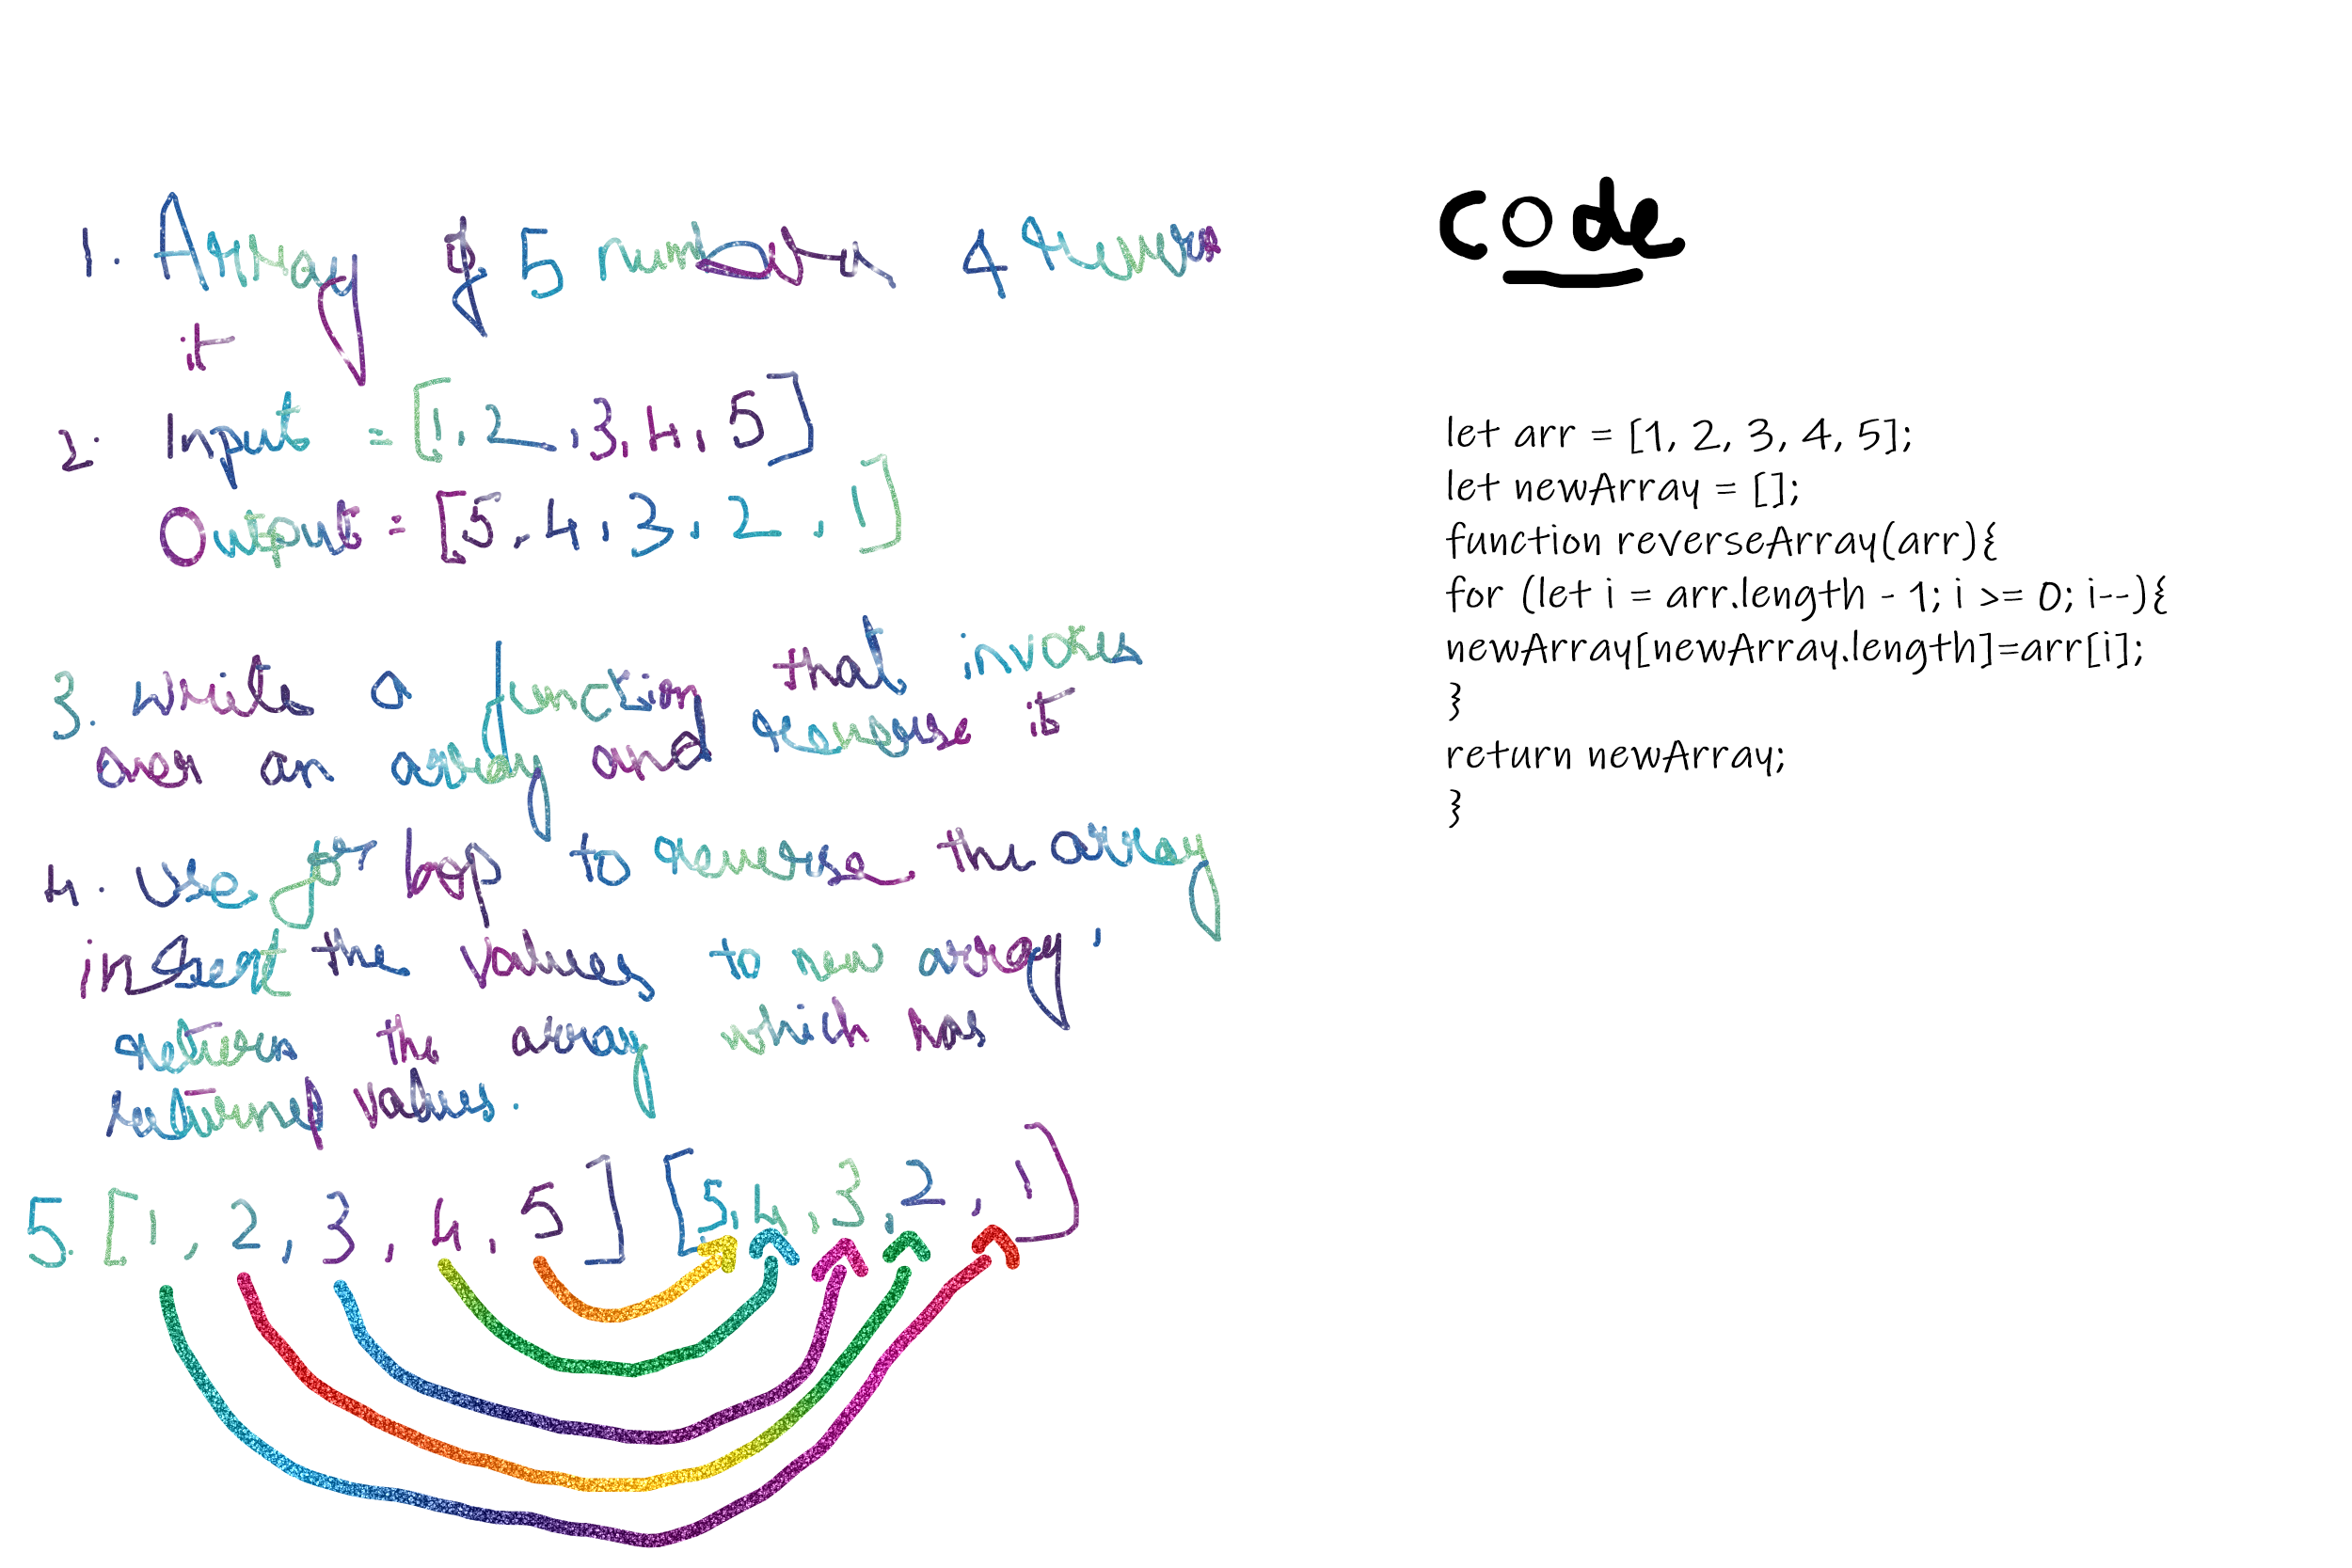 1. Array of 5 numbers & revers
it
2. Input = [1, 2, 3, 4, 5]
Output = [5, 4, 3, 2, 1]
3. write a function that invokes
over an array and reverse it
4. Use for loop to reverse the array
insert the values to new array,
return the array which has
returned values.
5. [1, 2, 3, 4, 5] [5, 4, 3, 2, 1]
code
let arr = [1, 2, 3, 4, 5];
let newArray = [];
function reverseArray(arr){
for (let i = arr.length - 1; i >= 0; i--){
newArray[newArray.length]=arr[i];
}
return newArray;
}